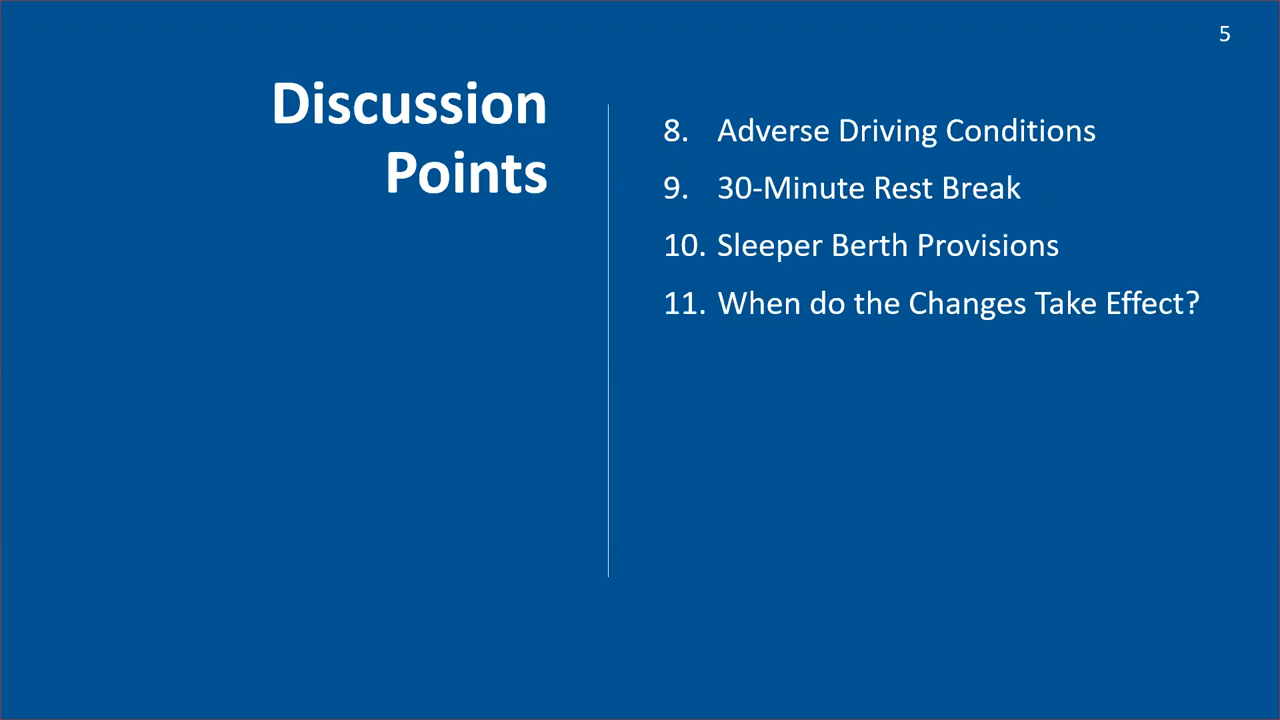 5
Discussion
Points
8. Adverse Driving Conditions
9. 30-Minute Rest Break
10. Sleeper Berth Provisions
11. When do the Changes Take Effect?